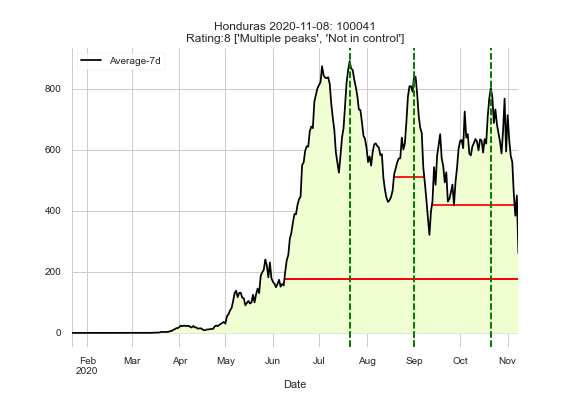 Honduras 2020-11-08: 100041
Rating:8 ['Multiple peaks', 'Not in control']
Average-7d
800
600
400
200
0
Feb Mar Apr May Jun Jul Aug Sep Oct Nov
2020
Date